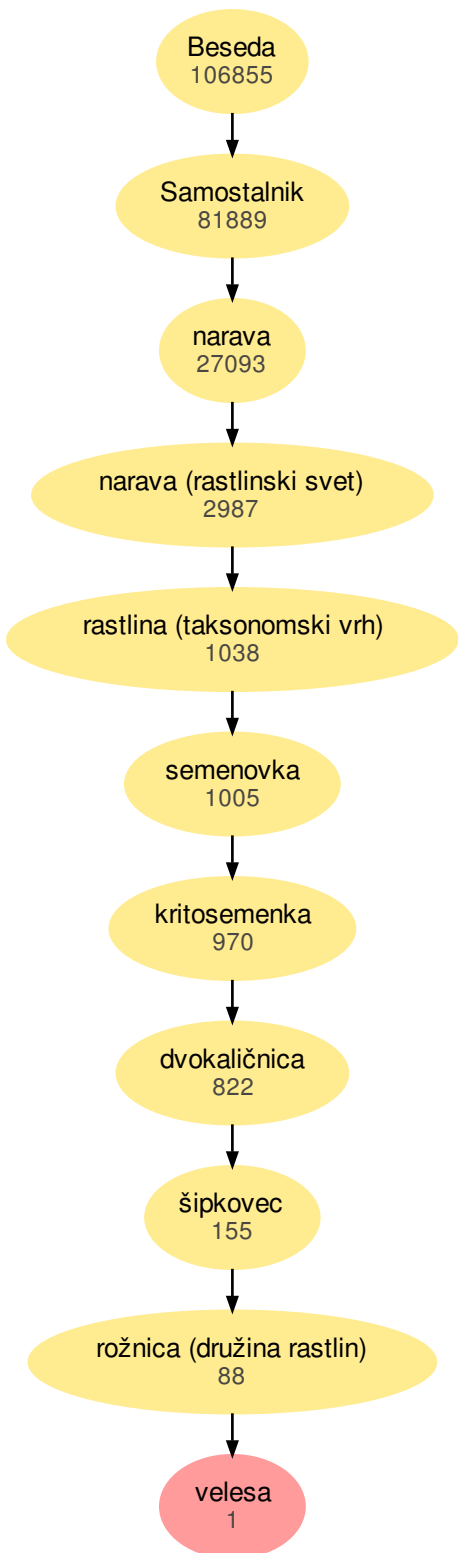 Beseda
106855
Samostalnik
81889
narava
27093
narava (rastlinski svet)
2987
rastlina (taksonomski vrh)
1038
semenovka
1005
kritosemenka
970
dvokaličnica
822
šipkovec
155
rožnica (družina rastlin)
88
velesa
1